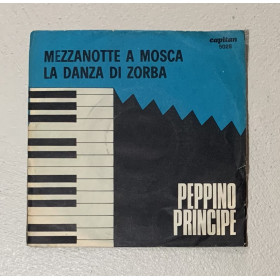 capitan
MEZZANOTTE A MOSCA
LA DANZA DI ZORBA
PEPPINO
PRINCIPE